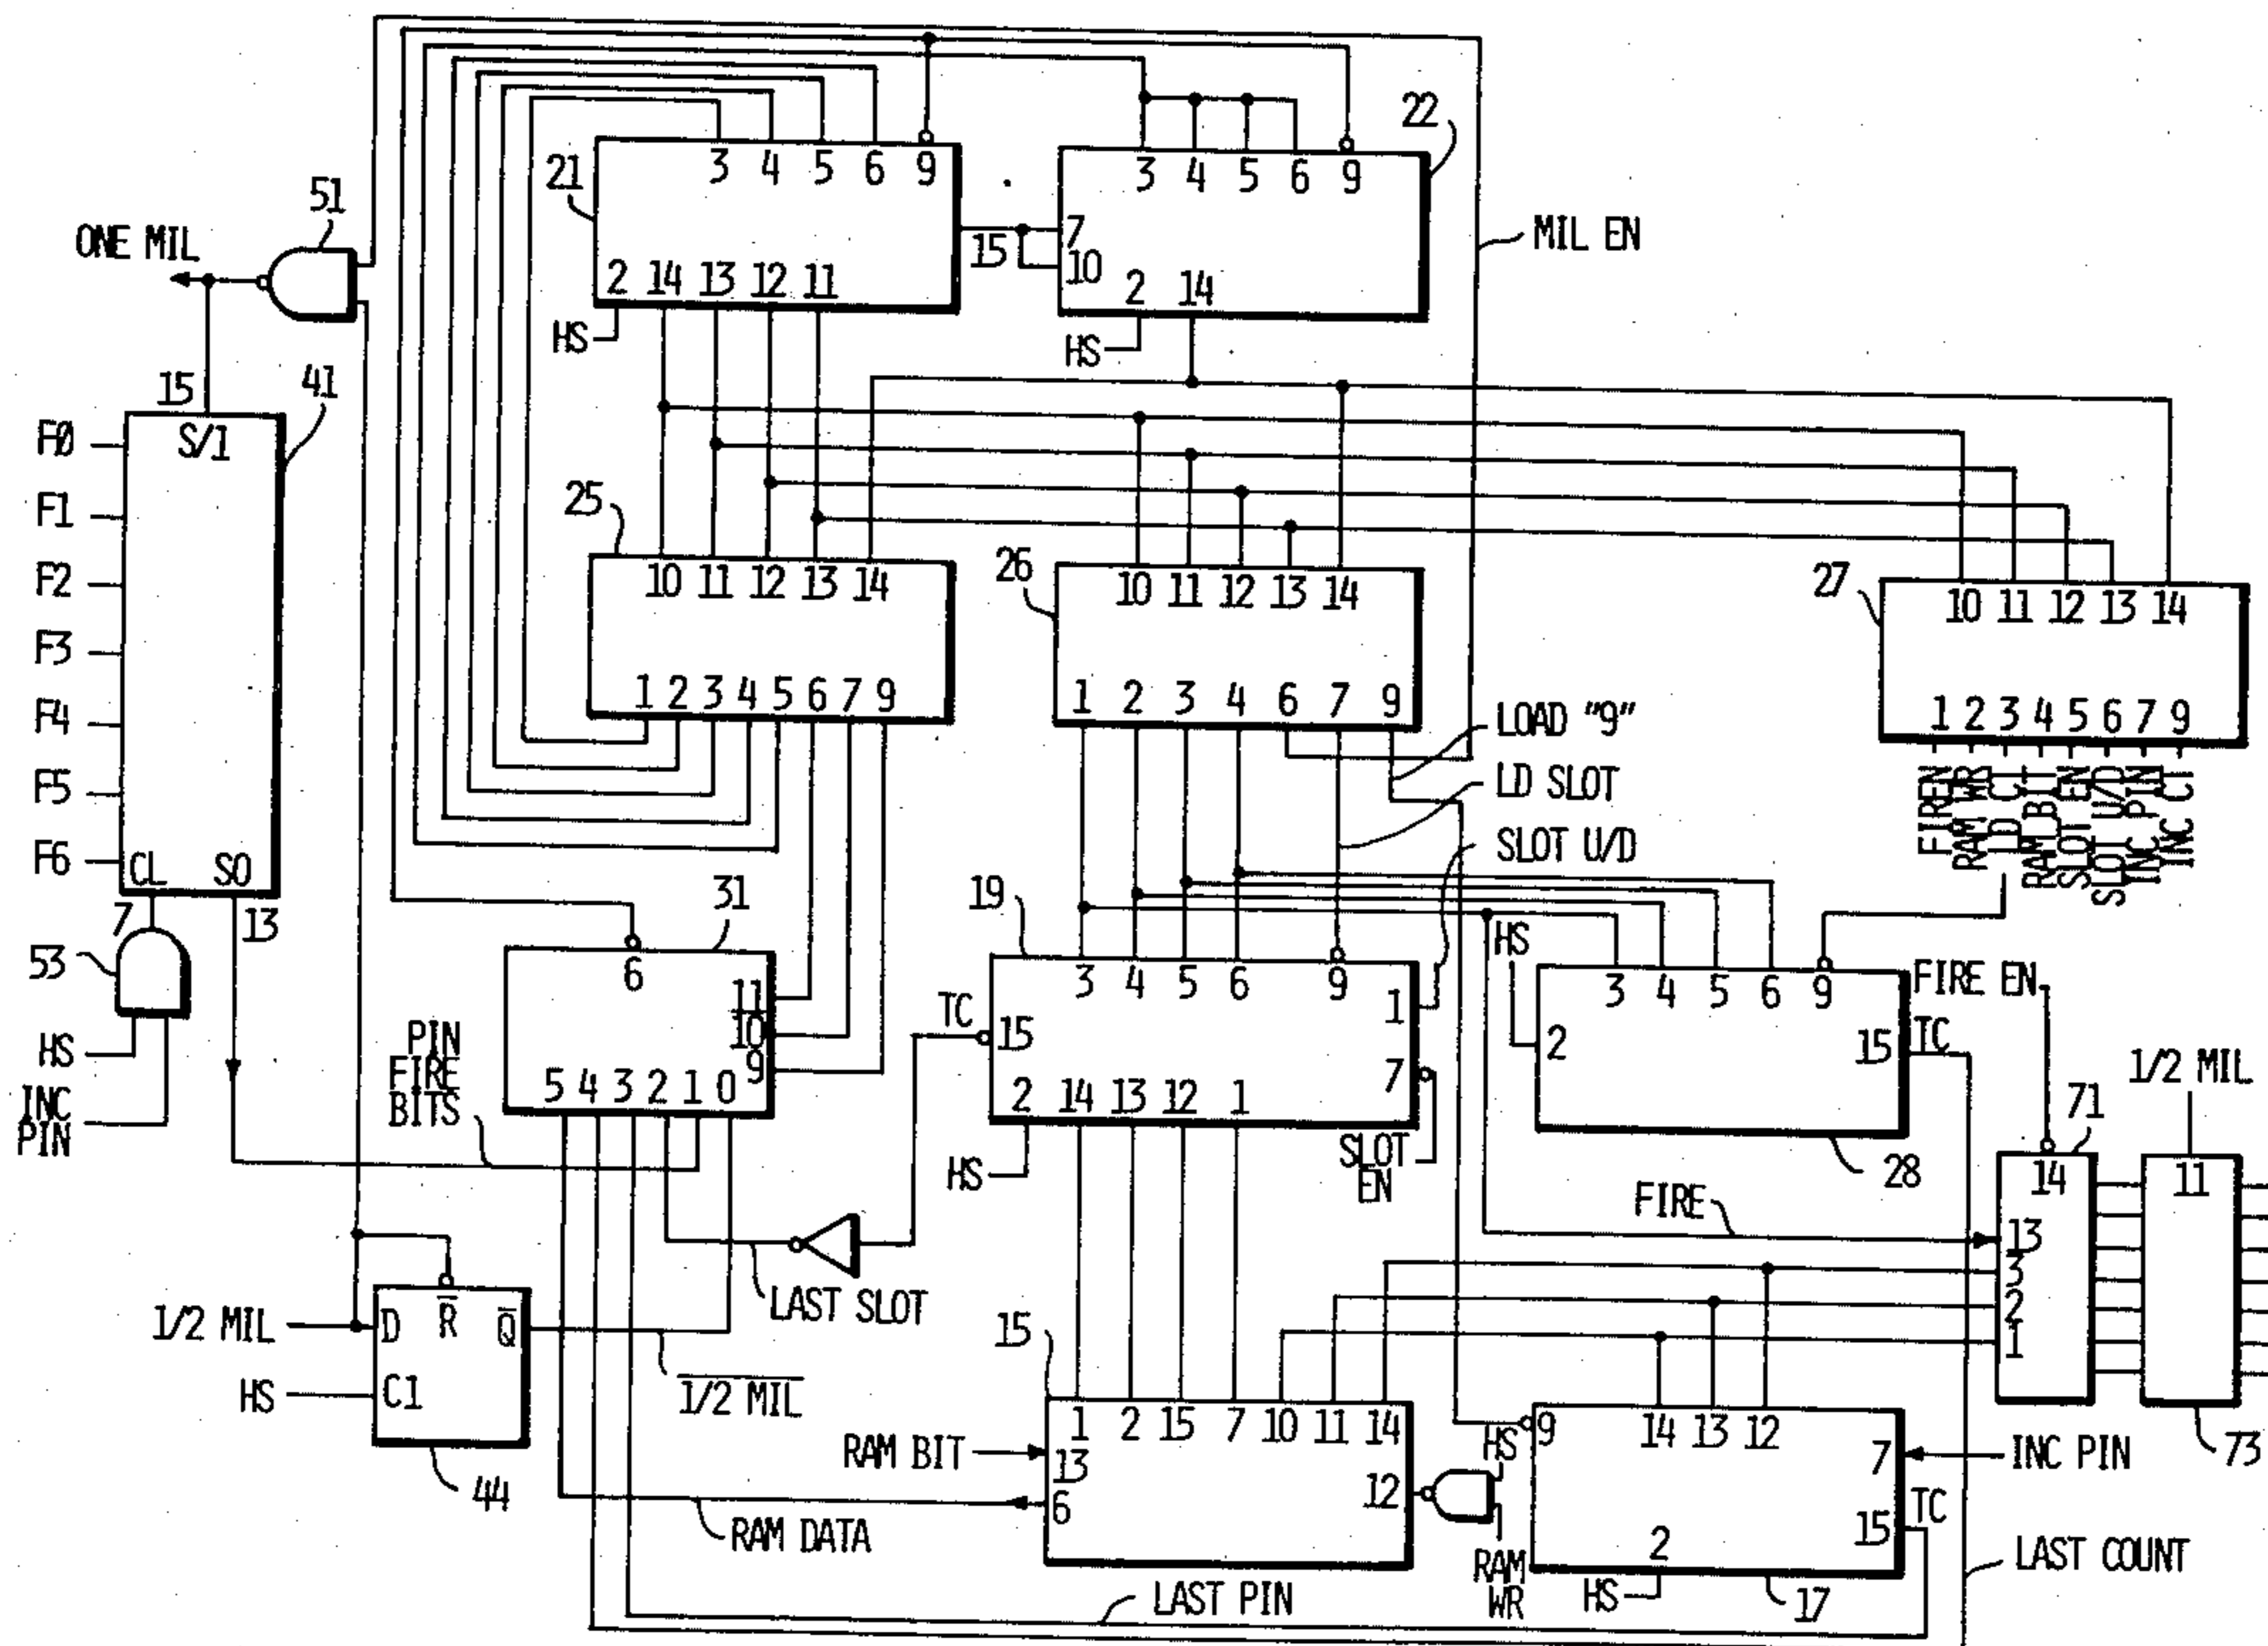 22
3 4 5 6 9
21
3 4 5 6 9
51
ONE MIL
15
7
10
MIL EN
2 14 13 12 11
2 14
HS
HS
15
41
S/1
F0
F1
F2
F3
F4
F5
F6
CL SO
7
13
25
10 11 12 13 14
1 2 3 4 5 6 7 9
26
10 11 12 13 14
1 2 3 4 6 7 9
27
10 11 12 13 14
1 2 3 4 5 6 7 9
FIREN
RAM WR
LD CT
RAM BIT
SLOT EN
SLOT U/D
INC PIN
INC CT
LOAD "9"
LD SLOT
SLOT U/D
53
HS
INC
PIN
31
6
11
10
9
5 4 3 2 1 0
PIN
FIRE
BITS
19
TC
3 4 5 6 9
15
1
7
2 14 13 12 1
HS
SLOT
EN
HS
3 4 5 6 9
2
15
TC
28
FIRE EN
71
14
13
3
2
1
1/2 MIL
11
73
FIRE
LAST SLOT
1/2 MIL
D R̅ Q̅
HS
C1
44
1/2 MIL
15
1 2 15 7 10 11 14
RAM BIT
13
6
12
RAM DATA
HS
RAM
WR
9
14 13 12
7
INC PIN
TC
15
2
HS
17
LAST PIN
LAST COUNT